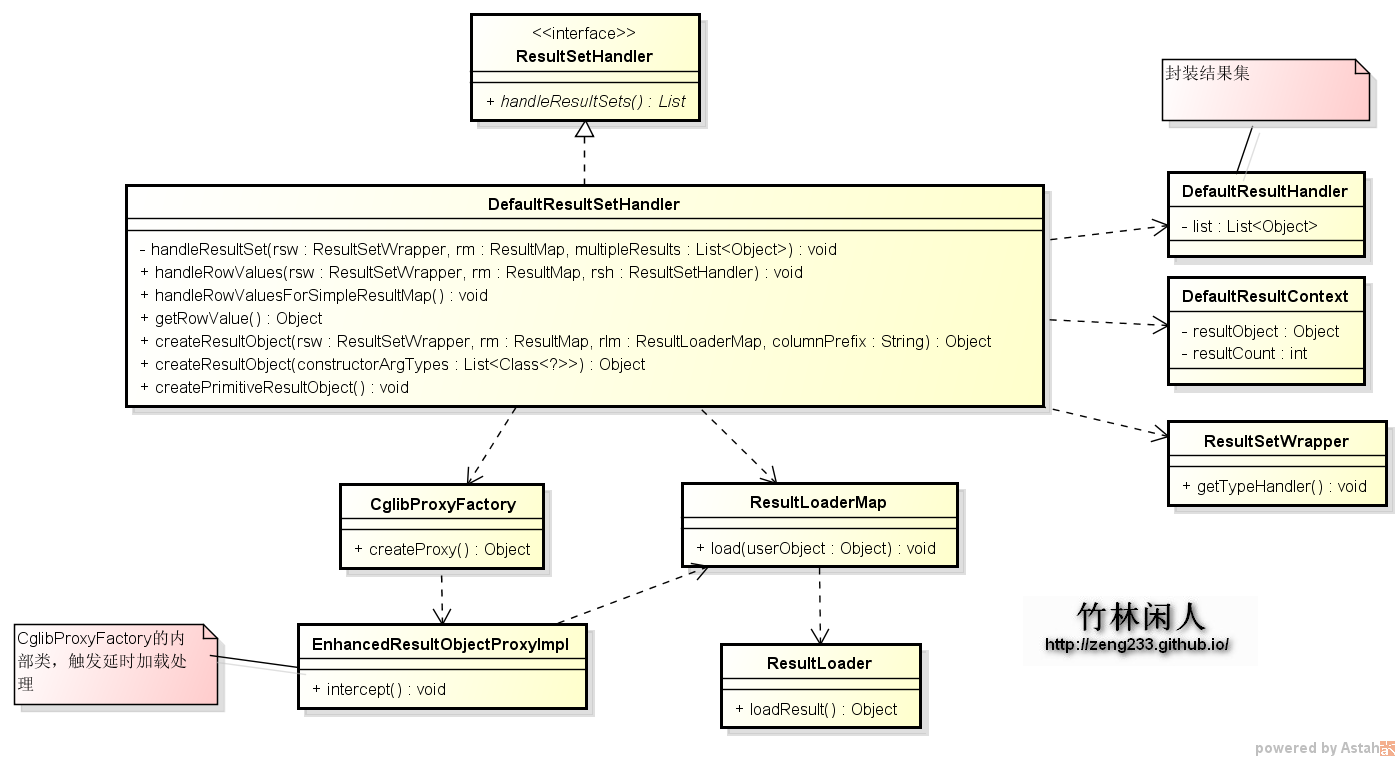 <<interface>>
ResultSetHandler
+ handleResultSets() : List
封装结果集
DefaultResultSetHandler
- handleResultSet(rsw : ResultSetWrapper, rm : ResultMap, multipleResults : List<Object>) : void
+ handleRowValues(rsw : ResultSetWrapper, rm : ResultMap, rsh : ResultSetHandler) : void
+ handleRowValuesForSimpleResultMap() : void
+ getRowValue() : Object
+ createResultObject(rsw : ResultSetWrapper, rm : ResultMap, rlm : ResultLoaderMap, columnPrefix : String) : Object
+ createResultObject(constructorArgTypes : List<Class<?>>) : Object
+ createPrimitiveResultObject() : void
DefaultResultHandler
- list : List<Object>
DefaultResultContext
- resultObject : Object
- resultCount : int
ResultSetWrapper
+ getTypeHandler() : void
CglibProxyFactory
+ createProxy() : Object
ResultLoaderMap
+ load(userObject : Object) : void
CglibProxyFactory的内
部类，触发延时加载处
理
EnhancedResultObjectProxyImpl
+ intercept() : void
ResultLoader
+ loadResult() : Object
竹林闲人
http://zeng233.github.io/
powered by Astah